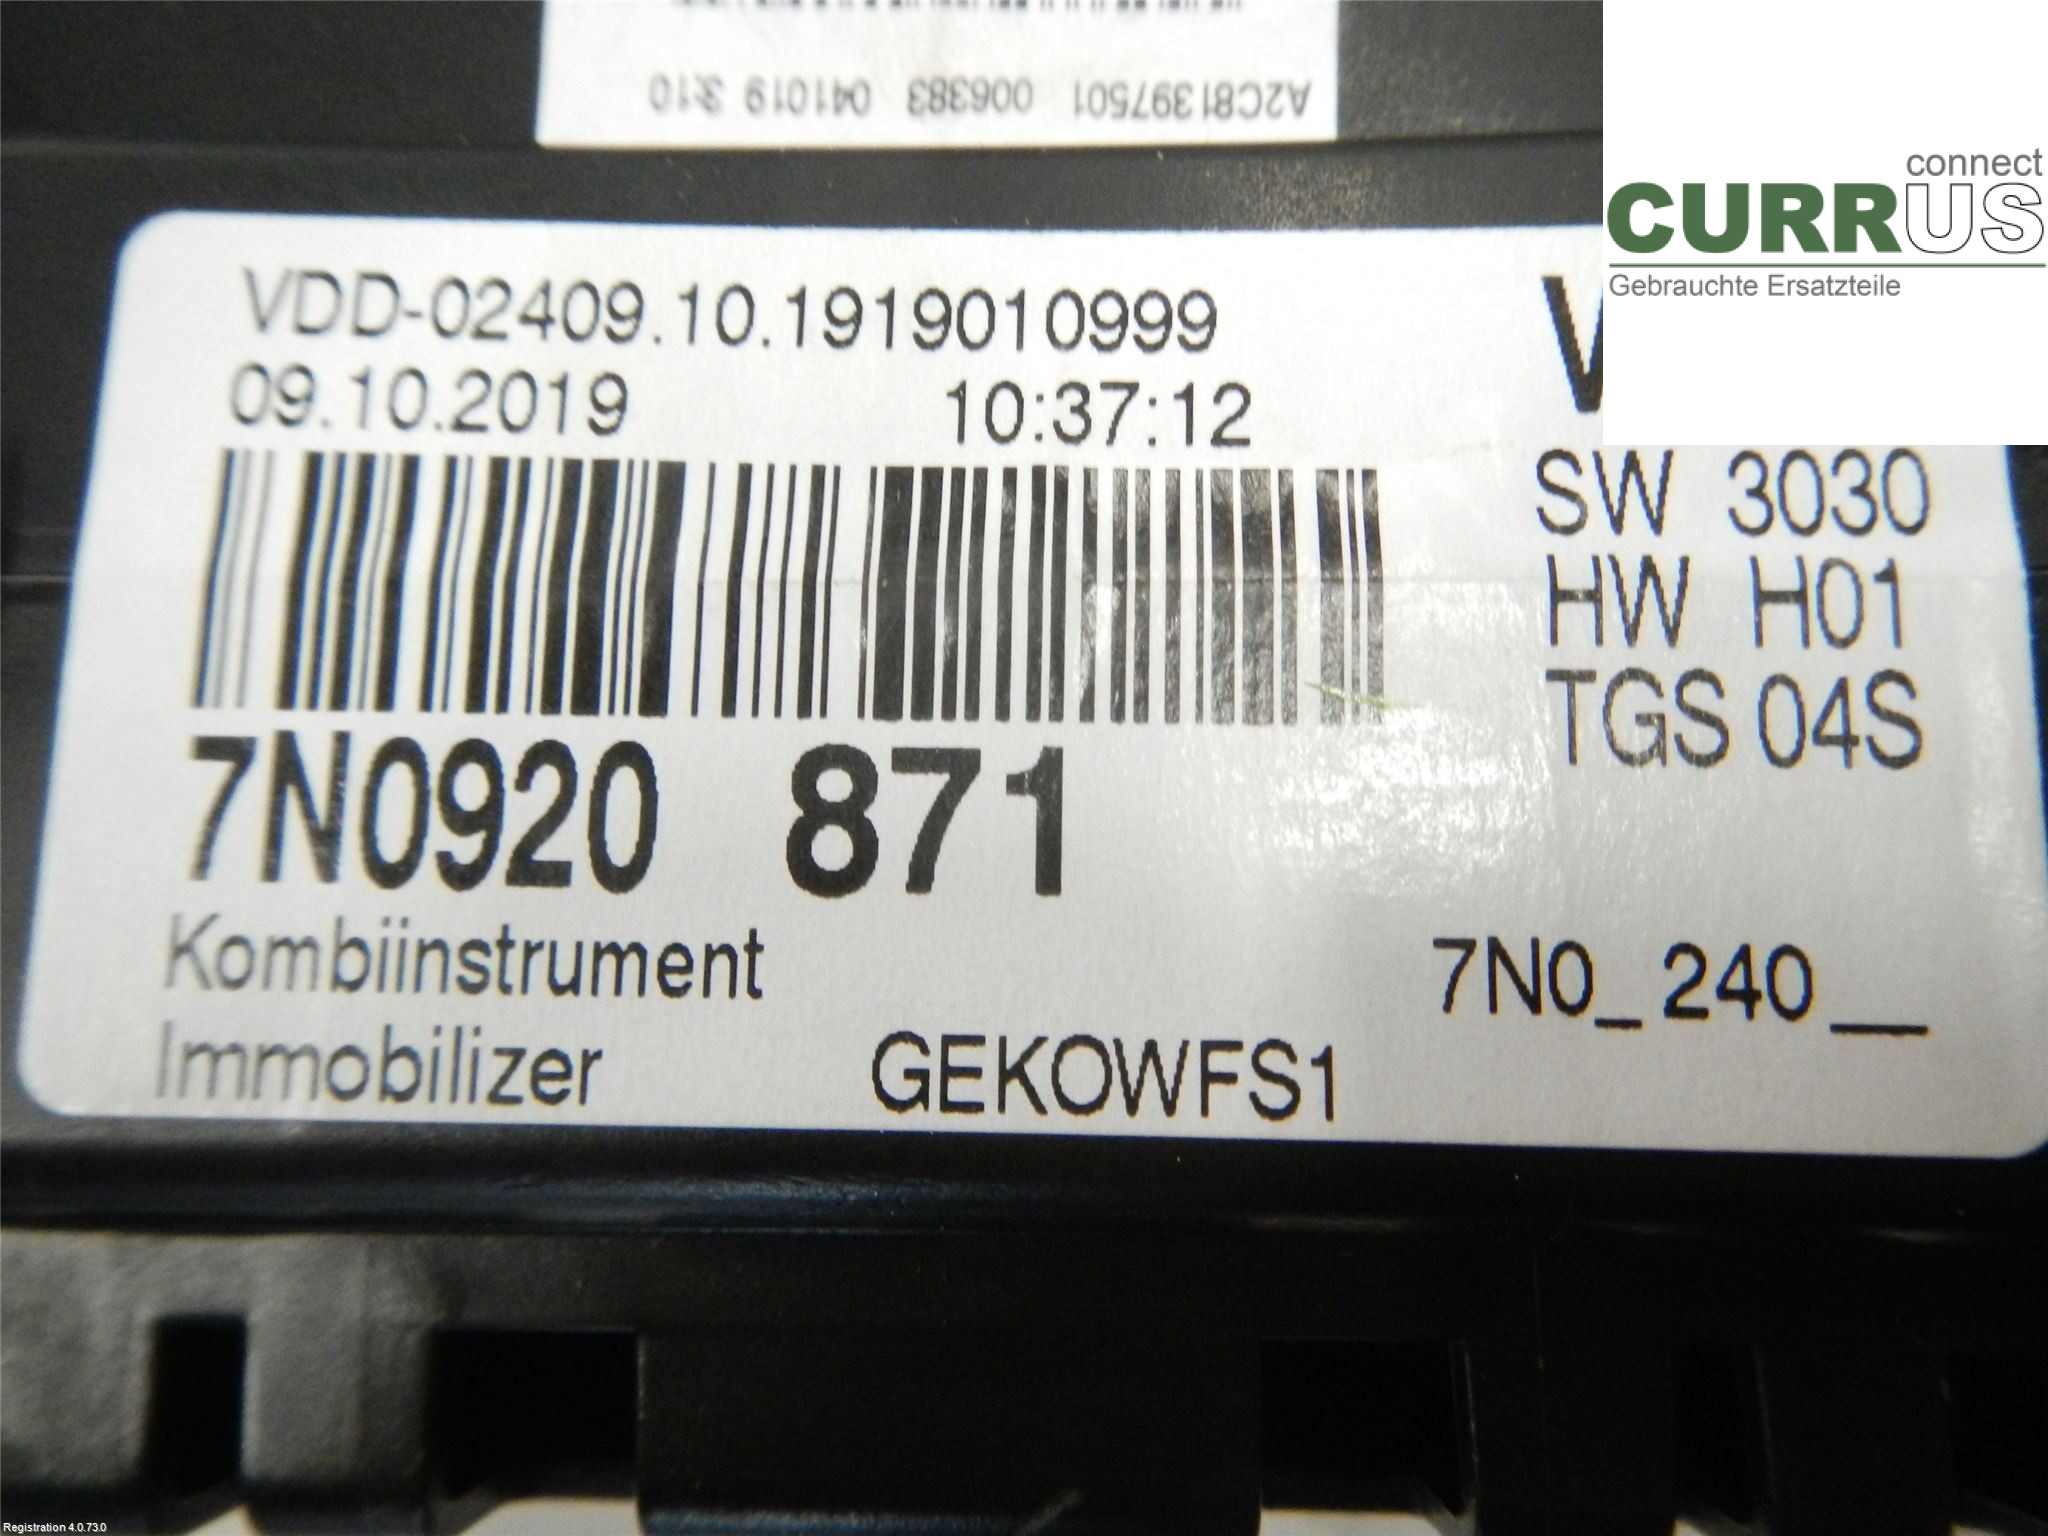 A2C81397501 006383 041019 3:10
connect
CURRUS
Gebrauchte Ersatzteile
VDD-02409.10.1919010999
09.10.2019 10:37:12
SW 3030
HW H01
TGS 04S
7N0920 871
Kombiinstrument
7N0_240__
Immobilizer GEKOWFS1
Registration 4.0.73.0